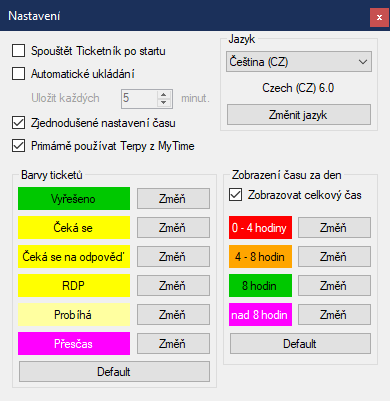 Nastavení
x
Spouštět Ticketník po startu
Automatické ukládání
Uložit každých 5 minut.
Zjednodušené nastavení času
Primárně používat Terpy z MyTime
Jazyk
Čeština (CZ)
Czech (CZ) 6.0
Změnit jazyk
Barvy ticketů
Vyřešeno Změň
Čeká se Změň
Čeká se na odpověď Změň
RDP Změň
Probíhá Změň
Přesčas Změň
Default
Zobrazení času za den
Zobrazovat celkový čas
0 - 4 hodiny Změň
4 - 8 hodin Změň
8 hodin Změň
nad 8 hodin Změň
Default